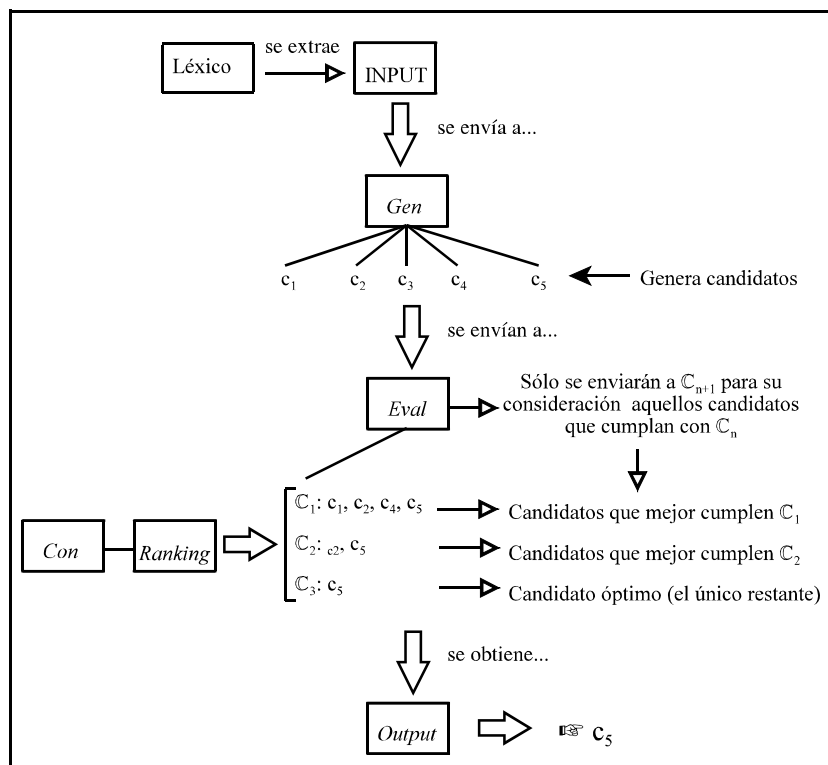 se extrae
Léxico
INPUT
se envía a...
Gen
c₁ c₂ c₃ c₄ c₅
Genera candidatos
se envían a...
Eval
Sólo se enviarán a ℂₙ₊₁ para su
consideración aquellos candidatos
que cumplan con ℂₙ
ℂ₁: c₁, c₂, c₄, c₅
Candidatos que mejor cumplen ℂ₁
Con
Ranking
ℂ₂: c₂, c₅
Candidatos que mejor cumplen ℂ₂
ℂ₃: c₅
Candidato óptimo (el único restante)
se obtiene...
Output
☞ c₅